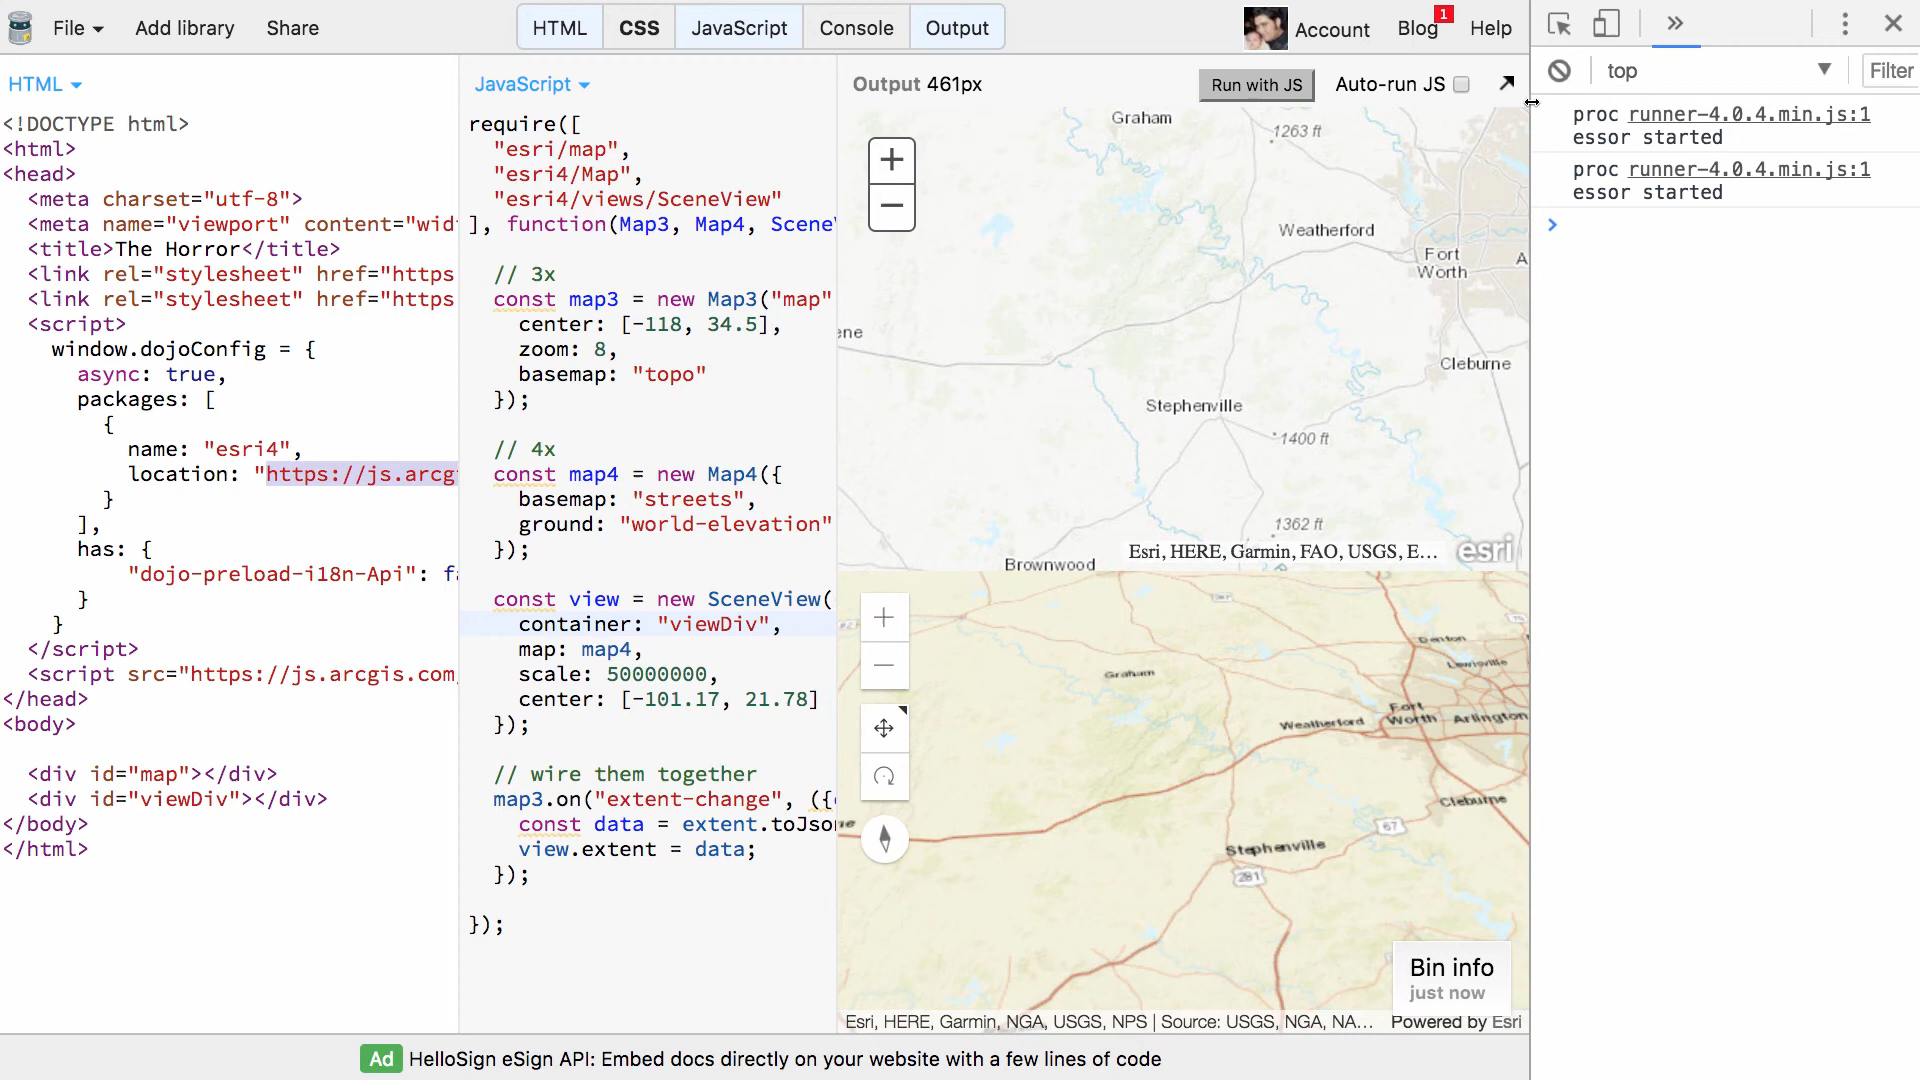 File Add library Share HTML CSS JavaScript Console Output Account Blog 1 Help
HTML
<!DOCTYPE html>
<html>
<head>
<meta charset="utf-8">
<meta name="viewport" content="wid
<title>The Horror</title>
<link rel="stylesheet" href="https
<link rel="stylesheet" href="https
<script>
window.dojoConfig = {
async: true,
packages: [
{
name: "esri4",
location: "https://js.arcg
}
],
has: {
"dojo-preload-i18n-Api": f
}
}
</script>
<script src="https://js.arcgis.com
</head>
<body>
<div id="map"></div>
<div id="viewDiv"></div>
</body>
</html>
JavaScript
require([
"esri/map",
"esri4/Map",
"esri4/views/SceneView"
], function(Map3, Map4, Scene
// 3x
const map3 = new Map3("map"
center: [-118, 34.5],
zoom: 8,
basemap: "topo"
});
// 4x
const map4 = new Map4({
basemap: "streets",
ground: "world-elevation"
});
const view = new SceneView(
container: "viewDiv",
map: map4,
scale: 50000000,
center: [-101.17, 21.78]
});
// wire them together
map3.on("extent-change", ({
const data = extent.toJso
view.extent = data;
});
});
Output 461px Run with JS Auto-run JS
Graham
1263 ft
Weatherford
Fort
Worth
A
ene
Cleburne
Stephenville
1400 ft
1362 ft
Esri, HERE, Garmin, FAO, USGS, E... esri
Brownwood
Denton
Lewisville
Graham
Fort
Weatherford Worth Arlington
Cleburne
67
Stephenville
281
Bin info
just now
Esri, HERE, Garmin, NGA, USGS, NPS | Source: USGS, NGA, NA... Powered by Esri
top Filter
proc runner-4.0.4.min.js:1
essor started
proc runner-4.0.4.min.js:1
essor started
Ad HelloSign eSign API: Embed docs directly on your website with a few lines of code